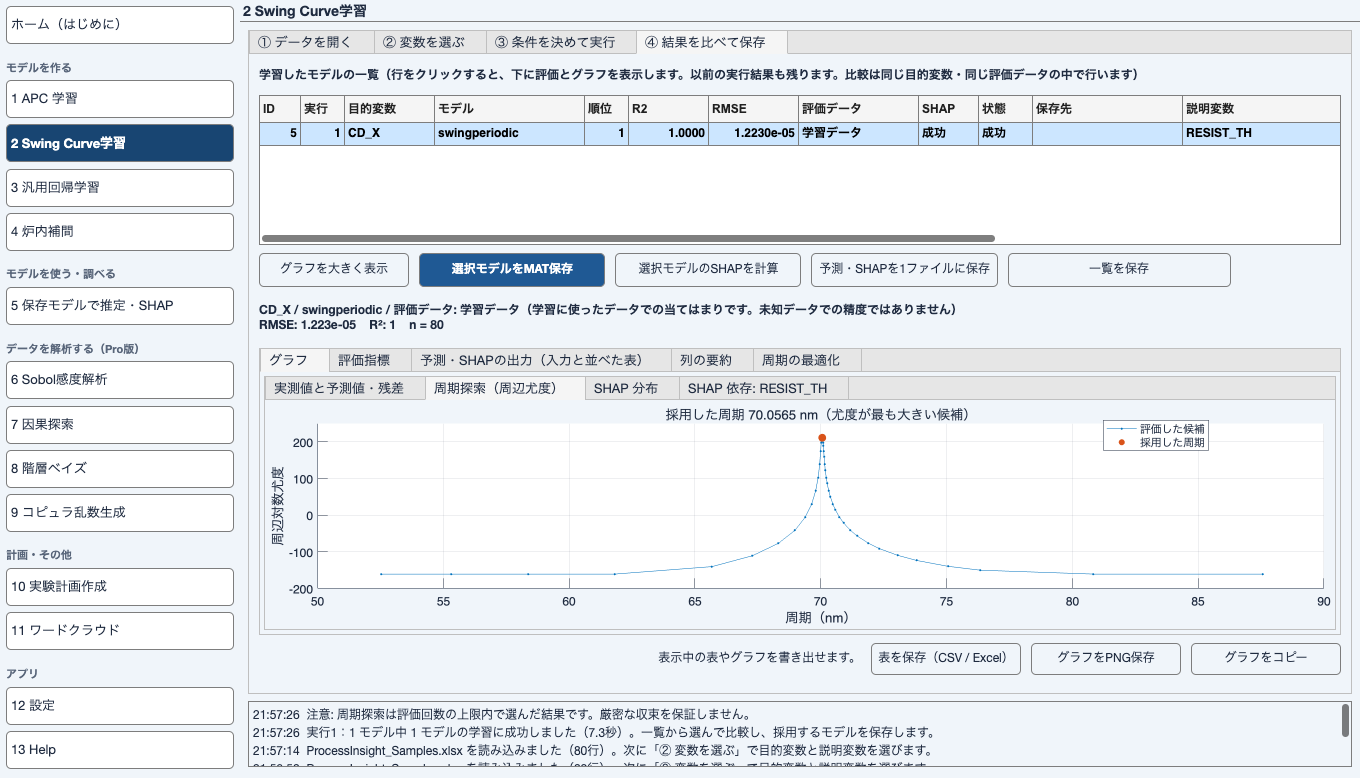 ホーム（はじめに）
モデルを作る
1 APC 学習
2 Swing Curve学習
3 汎用回帰学習
4 炉内補間
モデルを使う・調べる
5 保存モデルで推定・SHAP
データを解析する（Pro版）
6 Sobol感度解析
7 因果探索
8 階層ベイズ
9 コピュラ乱数生成
計画・その他
10 実験計画作成
11 ワードクラウド
アプリ
12 設定
13 Help
2 Swing Curve学習
① データを開く ② 変数を選ぶ ③ 条件を決めて実行 ④ 結果を比べて保存
学習したモデルの一覧（行をクリックすると、下に評価とグラフを表示します。以前の実行結果も残ります。比較は同じ目的変数・同じ評価データの中で行います）
ID 実行 目的変数 モデル 順位 R2 RMSE 評価データ SHAP 状態 保存先 説明変数
5 1 CD_X swingperiodic 1 1.0000 1.2230e-05 学習データ 成功 成功 RESIST_TH
グラフを大きく表示 選択モデルをMAT保存 選択モデルのSHAPを計算 予測・SHAPを1ファイルに保存 一覧を保存
CD_X / swingperiodic / 評価データ: 学習データ（学習に使ったデータでの当てはまりです。未知データでの精度ではありません）
RMSE: 1.223e-05 R²: 1 n = 80
グラフ 評価指標 予測・SHAPの出力（入力と並べた表） 列の要約 周期の最適化
実測値と予測値・残差 周期探索（周辺尤度） SHAP 分布 SHAP 依存: RESIST_TH
採用した周期 70.0565 nm（尤度が最も大きい候補）
評価した候補
採用した周期
周辺対数尤度
200
100
0
-100
-200
50 55 60 65 70 75 80 85 90
周期（nm）
表示中の表やグラフを書き出せます。 表を保存（CSV / Excel） グラフをPNG保存 グラフをコピー
21:57:26 注意: 周期探索は評価回数の上限内で選んだ結果です。厳密な収束を保証しません。
21:57:26 実行1：1 モデル中 1 モデルの学習に成功しました（7.3秒）。一覧から選んで比較し、採用するモデルを保存します。
21:57:14 ProcessInsight_Samples.xlsx を読み込みました（80行）。次に「② 変数を選ぶ」で目的変数と説明変数を選びます。